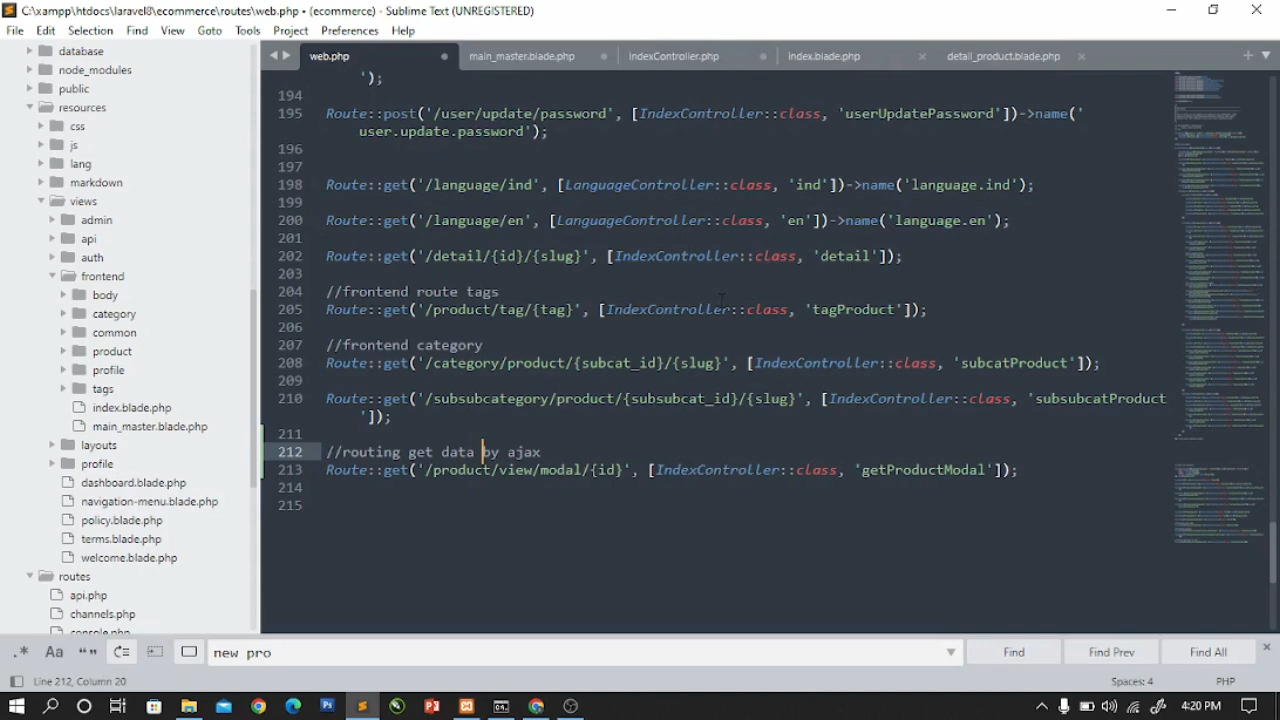 C:\xampp\htdocs\laravel8\ecommerce\routes\web.php • (ecommerce) - Sublime Text (UNREGISTERED)
File Edit Selection Find View Goto Tools Project Preferences Help
database
node_modules
public
resources
css
js
lang
markdown
views
admin
api
auth
frontend
body
category
common
product
profile
tags
index.blade.php
main_master.blade.php
layouts
profile
dashboard.blade.php
navigation-menu.blade.php
policy.blade.php
terms.blade.php
welcome.blade.php
routes
api.php
channels.php
console.php
web.php main_master.blade.php IndexController.php index.blade.php detail_product.blade.php
');
194
195 Route::post('/user/update/password', [IndexController::class, 'userUpdatePassword'])->name('
user.update.password');
196
197
198 Route::get('/language/ind', [LanguageController::class, 'ind'])->name('language.ind');
199
200 Route::get('/language/en', [LanguageController::class, 'en'])->name('language.en');
201
202 Route::get('/detail/{id}/{slug}', [IndexController::class, 'detail']);
203
204 //frontend route tags
205 Route::get('/product/tag/{tag}', [IndexController::class, 'tagProduct']);
206
207 //frontend category
208 Route::get('/category/product/{subcat_id}/{slug}', [IndexController::class, 'subcatProduct']);
209
210 Route::get('/subsubcategory/product/{subsubcat_id}/{slug}', [IndexController::class, 'subsubcatProduct
']);
211
212 //routing get data by ajax
213 Route::get('/product/view/modal/{id}', [IndexController::class, 'getProductModal']);
214
215
.* Aa “” new pro Find Find Prev Find All
Line 212, Column 20 Spaces: 4 PHP
4:20 PM